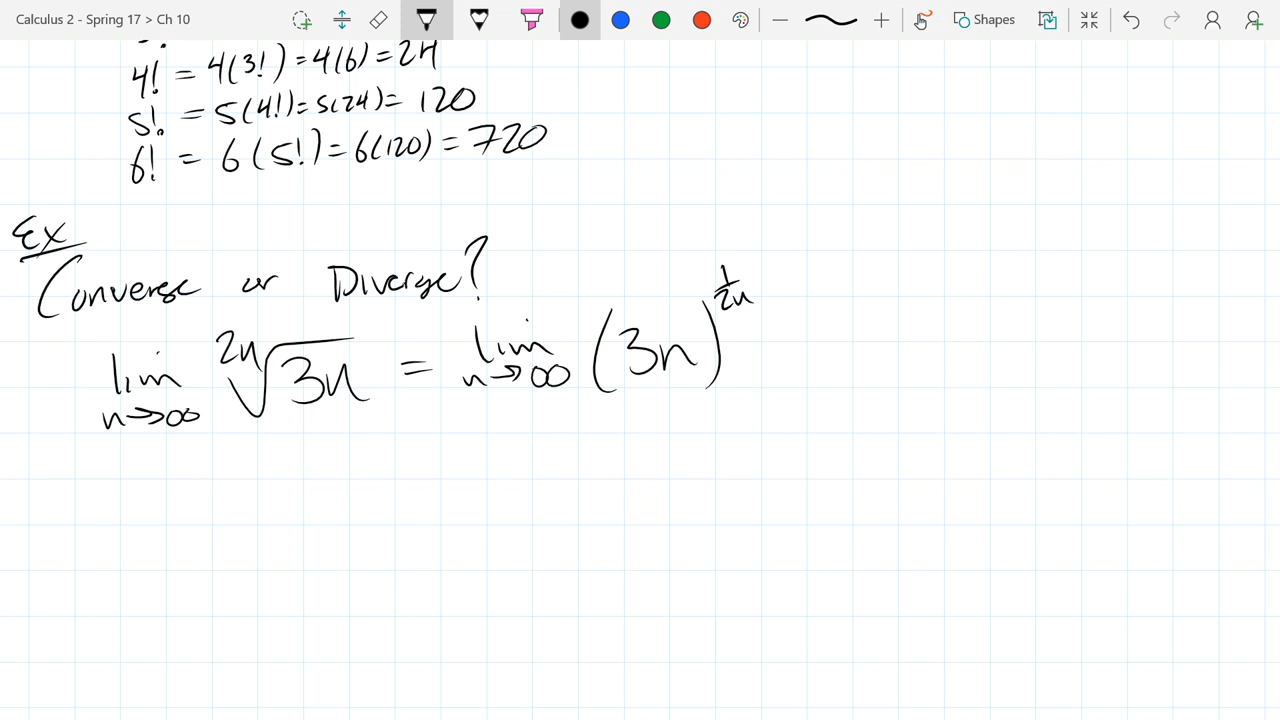 Calculus 2 - Spring 17 > Ch 10
Shapes
4! = 4(3!) = 4(6) = 24
5! = 5(4!) = 5(24) = 120
6! = 6(5!) = 6(120) = 720
Ex
Converge or Diverge?
lim n→∞ ²ⁿ√3n = lim n→∞ (3n)^(1/2n)